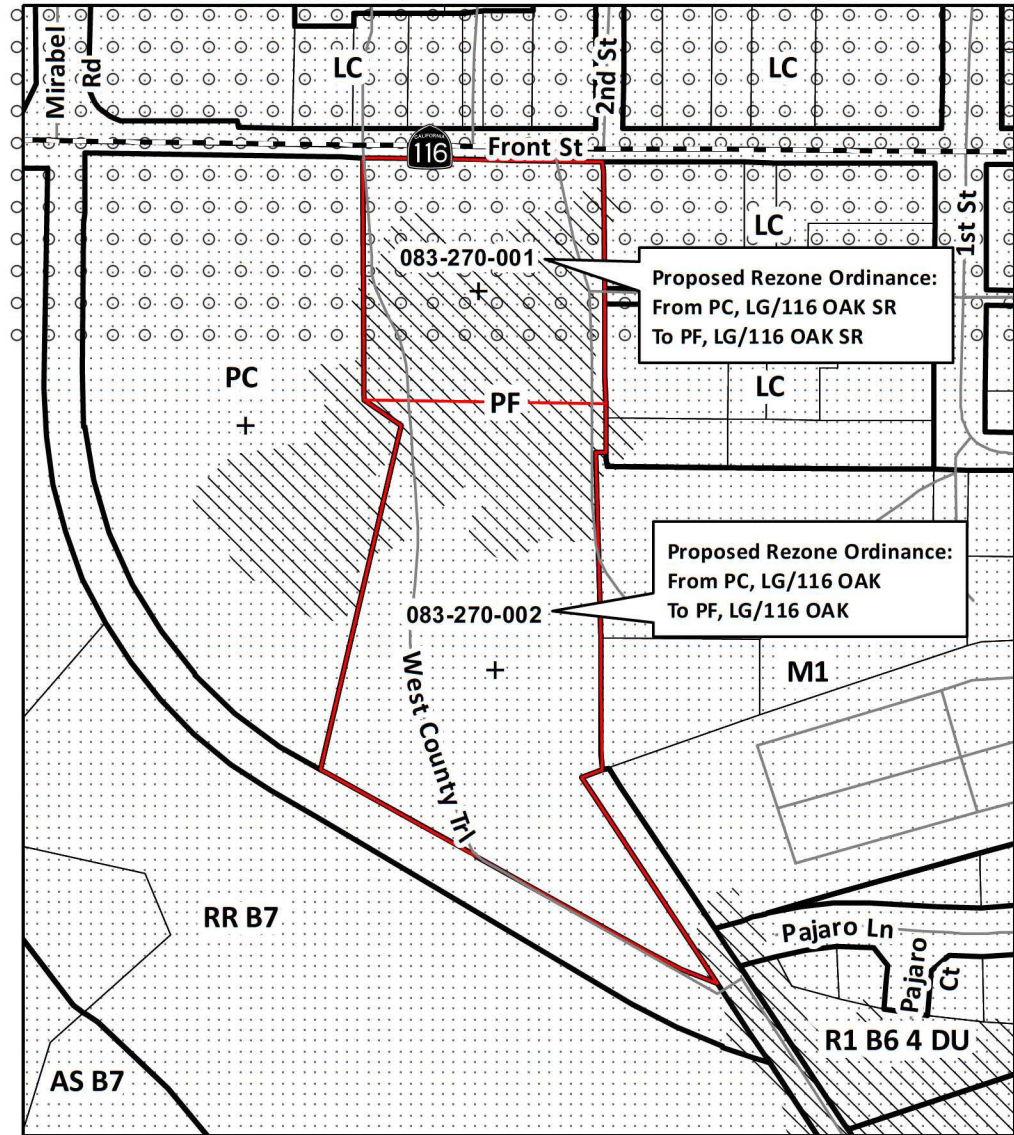 Mirabel
Rd
LC
2nd St
LC
CALIFORNIA
116
Front St
1st St
LC
083-270-001
Proposed Rezone Ordinance:
From PC, LG/116 OAK SR
To PF, LG/116 OAK SR
PC
PF
LC
Proposed Rezone Ordinance:
From PC, LG/116 OAK
To PF, LG/116 OAK
083-270-002
M1
West County Trl
RR B7
Pajaro Ln
Pajaro
Ct
R1 B6 4 DU
AS B7